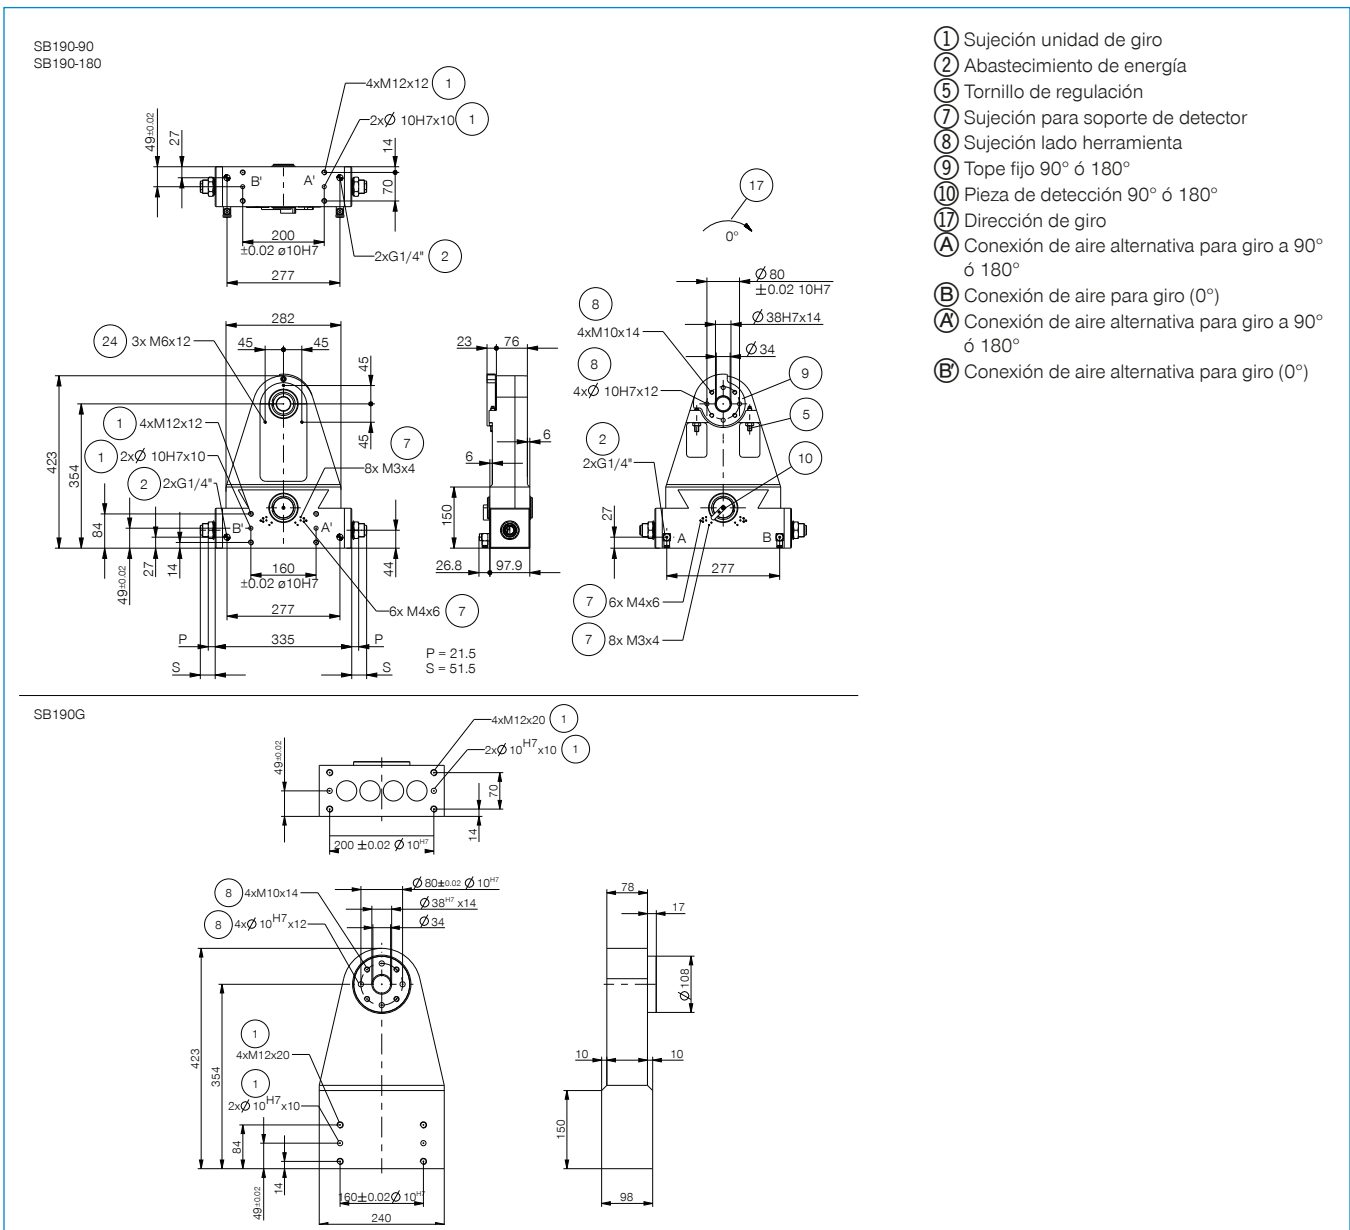 SB190-90
SB190-180
4xM12x12 1
2xØ 10H7x10 1
49±0.02
27
14
70
B'
A'
200
±0.02 ø10H7
277
2xG1/4" 2
282
24 3x M6x12
45 45
45
45
1 4xM12x12
1 2xØ 10H7x10
2 2xG1/4"
7
8x M3x4
423
354
84
49±0.02
27
14
B'
A'
44
160
±0.02 ø10H7
277
6x M4x6 7
P 335 P
S S
P = 21.5
S = 51.5
23 76
6
6
150
26.8 97.9
17
0°
Ø 80
±0.02 10H7
8
4xM10x14
Ø 38H7x14
Ø 34
8
4xØ 10H7x12
9
5
2
2xG1/4"
10
27
A
B
277
7 6x M4x6
7 8x M3x4
SB190G
4xM12x20 1
2xØ 10H7x10 1
49±0.02
70
14
200 ±0.02 Ø 10H7
8 4xM10x14
8 4xØ 10H7x12
Ø 80±0.02 Ø 10H7
Ø 38H7 x14
Ø 34
423
354
1
4xM12x20
1
2xØ 10H7x10
84
49±0.02
14
160±0.02Ø 10H7
240
78
17
Ø 108
10
10
150
98
1 Sujeción unidad de giro
2 Abastecimiento de energía
5 Tornillo de regulación
7 Sujeción para soporte de detector
8 Sujeción lado herramienta
9 Tope fijo 90° ó 180°
10 Pieza de detección 90° ó 180°
17 Dirección de giro
A Conexión de aire alternativa para giro a 90°
ó 180°
B Conexión de aire para giro (0°)
A' Conexión de aire alternativa para giro a 90°
ó 180°
B' Conexión de aire alternativa para giro (0°)